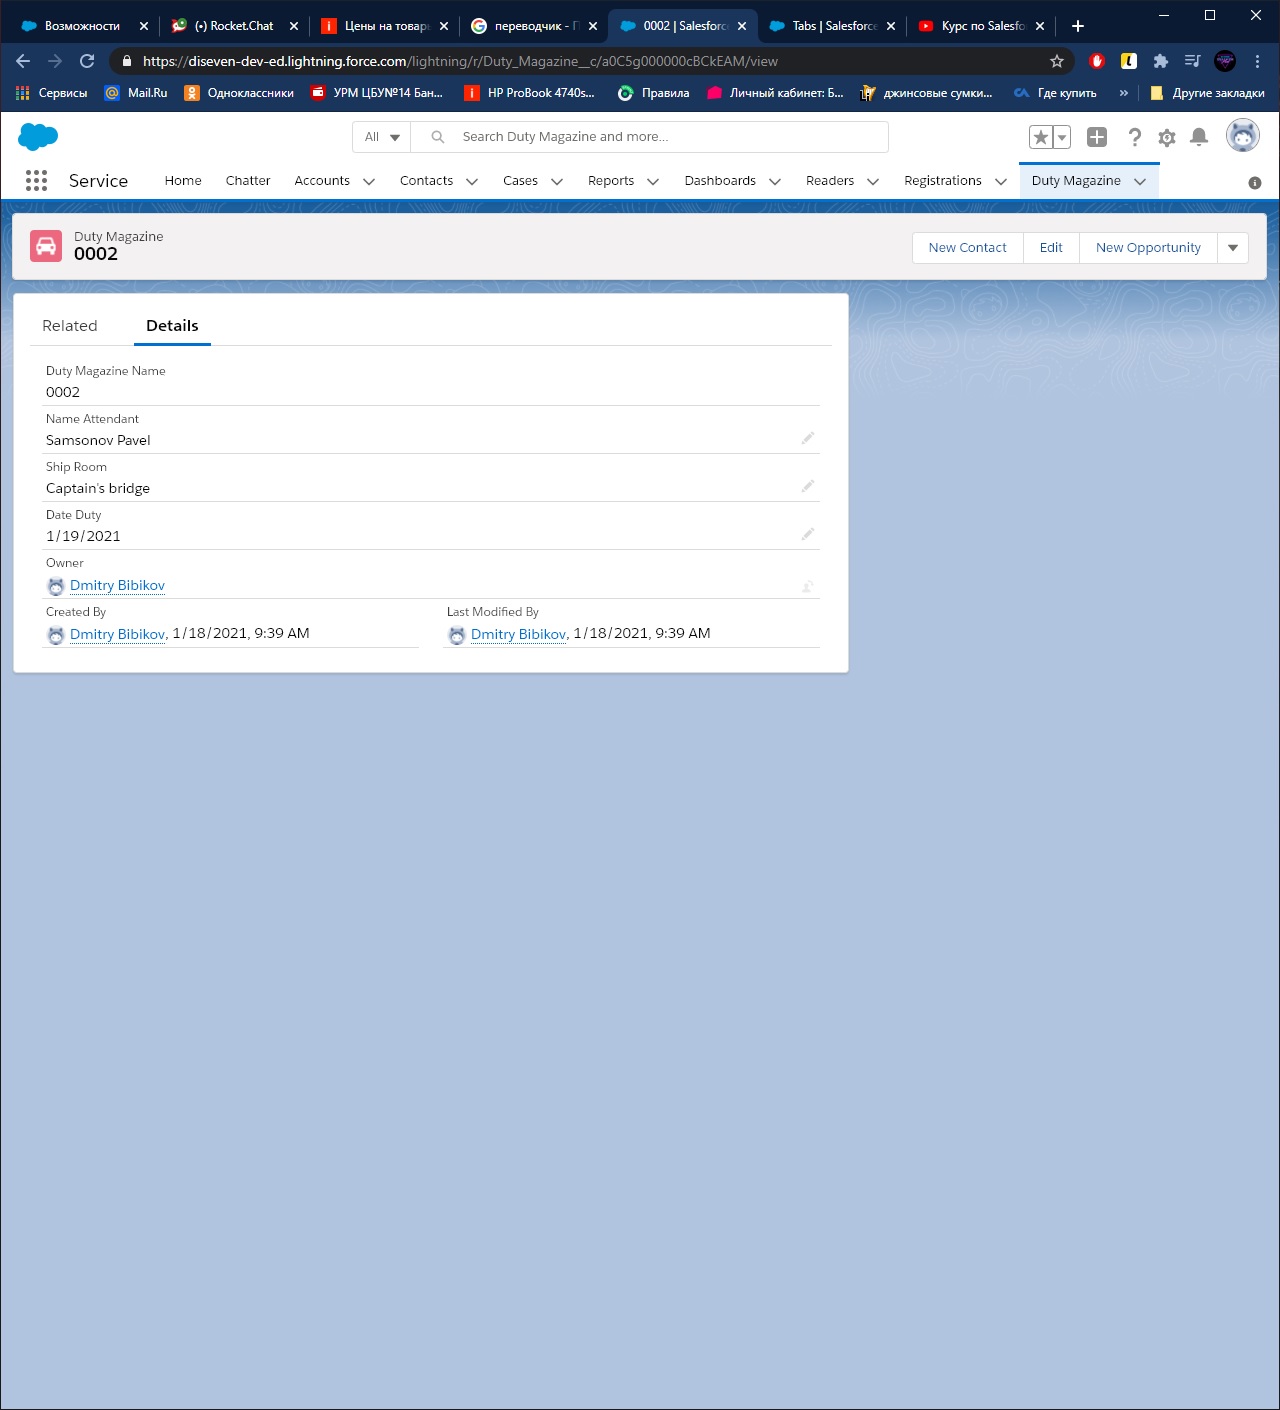 Возможности
(•) Rocket.Chat
Цены на товары
переводчик - П
0002 | Salesforce
Tabs | Salesforce
Курс по Salesfo
https://diseven-dev-ed.lightning.force.com/lightning/r/Duty_Magazine__c/a0C5g000000cBCkEAM/view
Сервисы
Mail.Ru
Одноклассники
УРМ ЦБУ№14 Бан...
HP ProBook 4740s...
Правила
Личный кабинет: Б...
джинсовые сумки...
Где купить
»
Другие закладки
All
Search Duty Magazine and more...
Service
Home
Chatter
Accounts
Contacts
Cases
Reports
Dashboards
Readers
Registrations
Duty Magazine
Duty Magazine
0002
New Contact
Edit
New Opportunity
Related
Details
Duty Magazine Name
0002
Name Attendant
Samsonov Pavel
Ship Room
Captain's bridge
Date Duty
1/19/2021
Owner
Dmitry Bibikov
Created By
Dmitry Bibikov, 1/18/2021, 9:39 AM
Last Modified By
Dmitry Bibikov, 1/18/2021, 9:39 AM